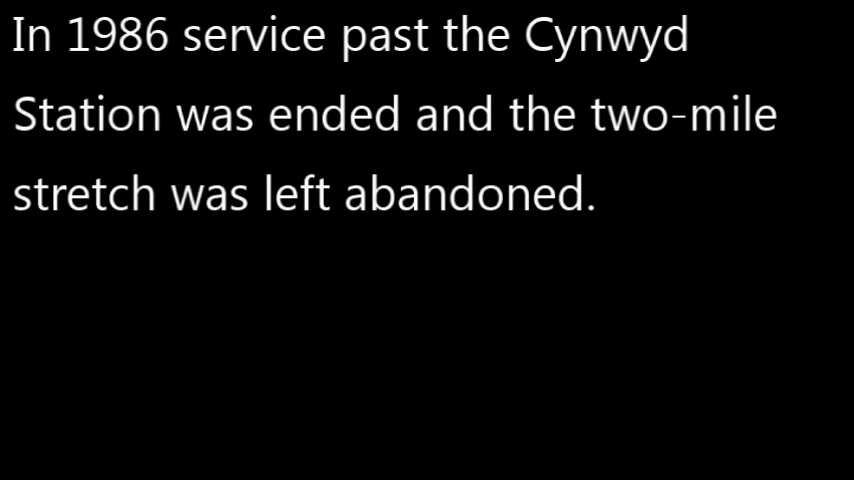 In 1986 service past the Cynwyd
Station was ended and the two-mile
stretch was left abandoned.